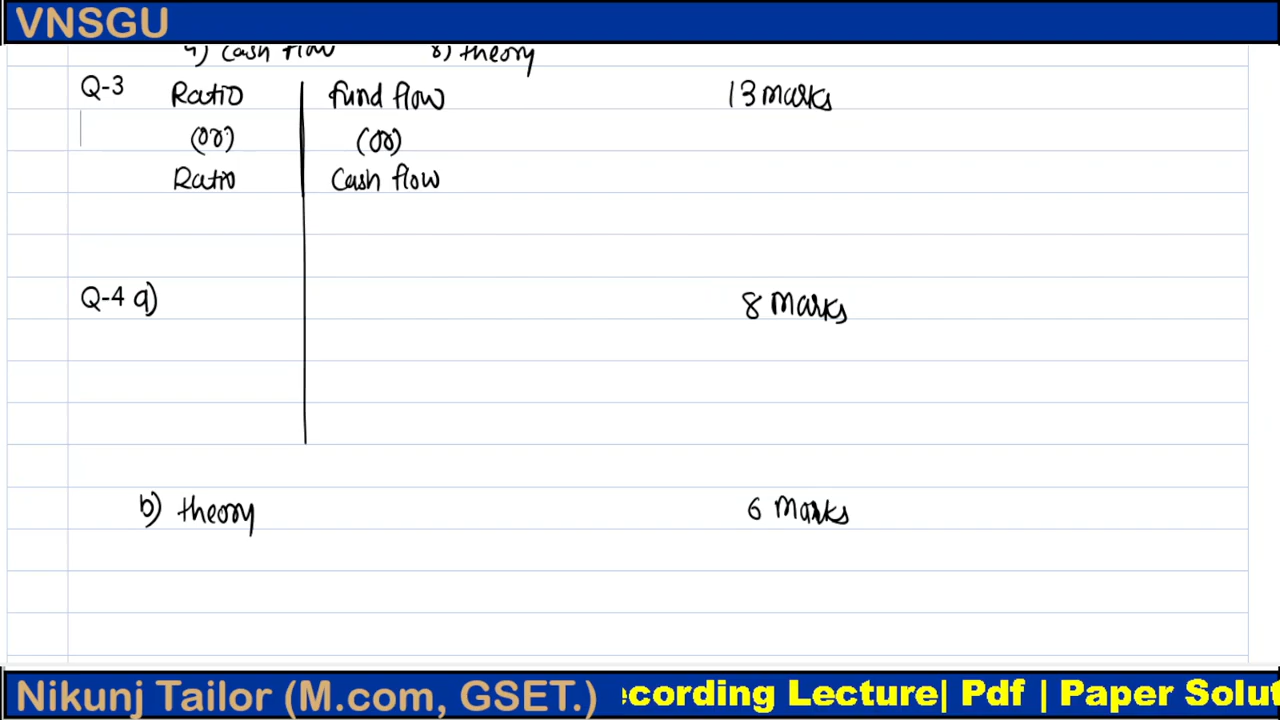 VNSGU
4) Cash flow 8) theory
Q-3 Ratio fund flow 13 marks
(or) (or)
Ratio Cash flow
Q-4 a) 8 Marks
b) theory 6 Marks
Nikunj Tailor (M.com, GSET.) cording Lecture| Pdf | Paper Solut